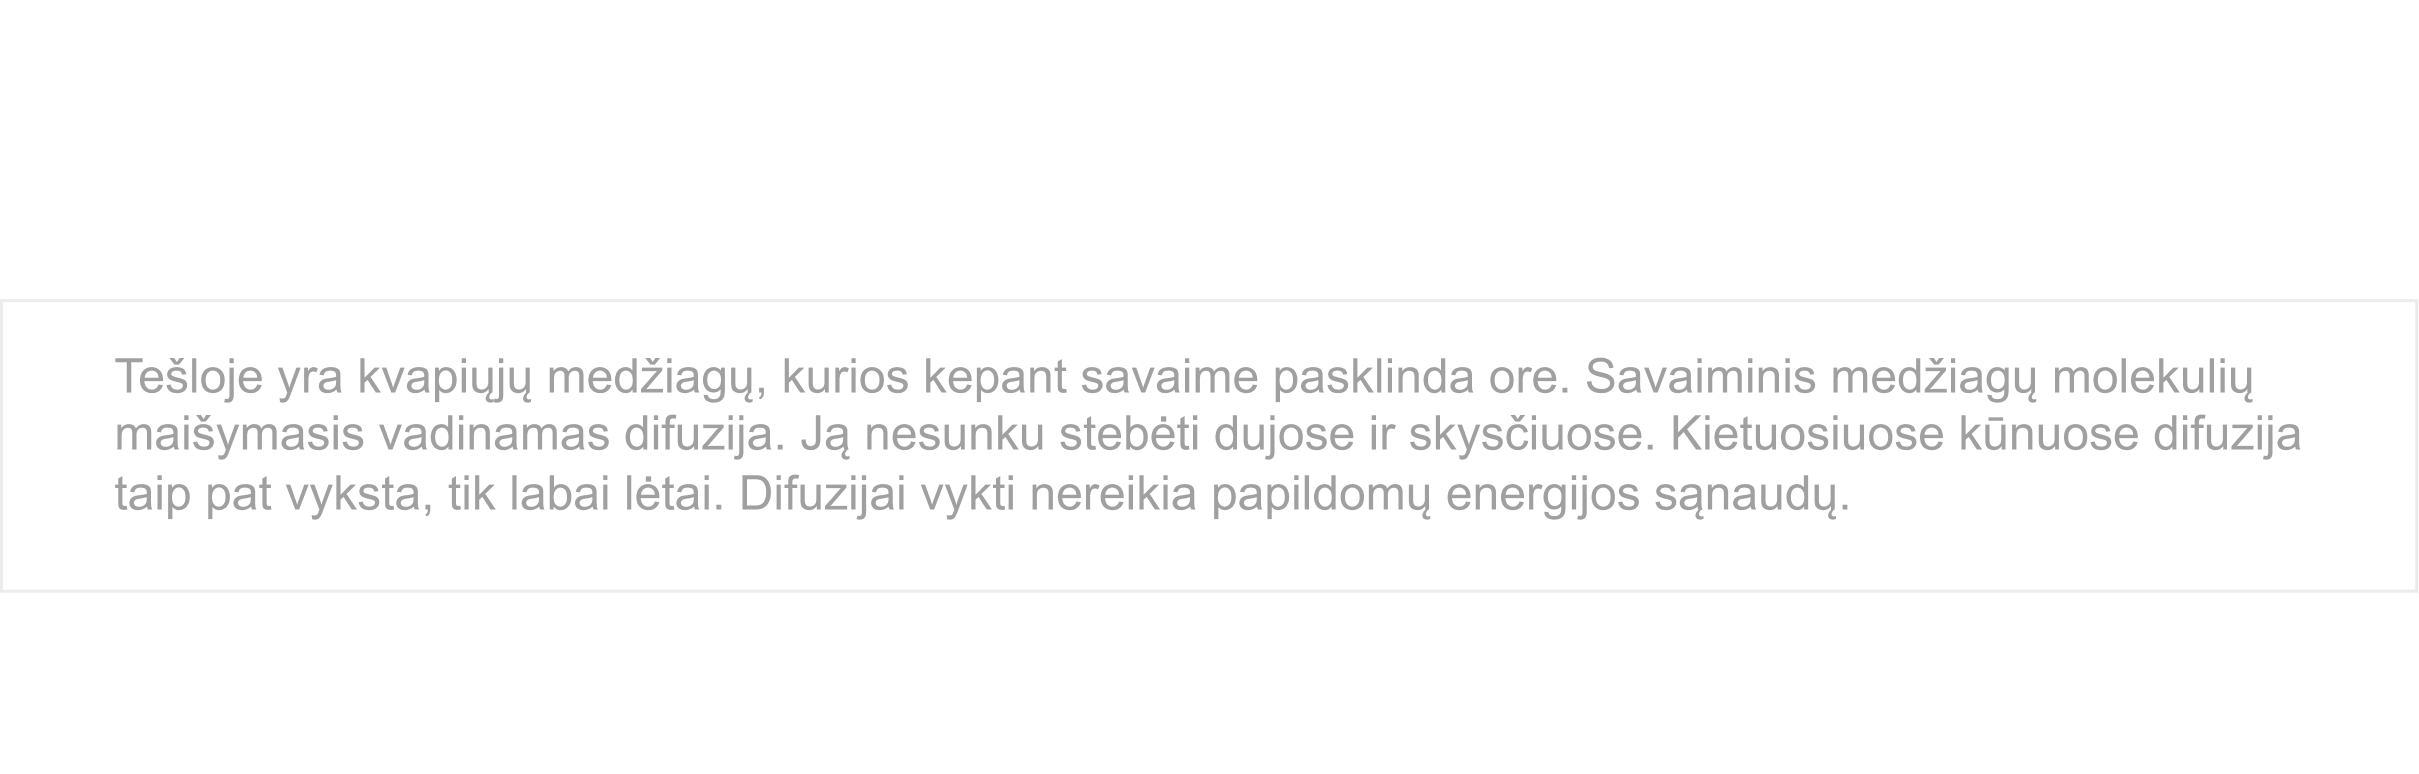 Tešloje yra kvapiųjų medžiagų, kurios kepant savaime pasklinda ore. Savaiminis medžiagų molekulių
maišymasis vadinamas difuzija. Ją nesunku stebėti dujose ir skysčiuose. Kietuosiuose kūnuose difuzija
taip pat vyksta, tik labai lėtai. Difuzijai vykti nereikia papildomų energijos sąnaudų.